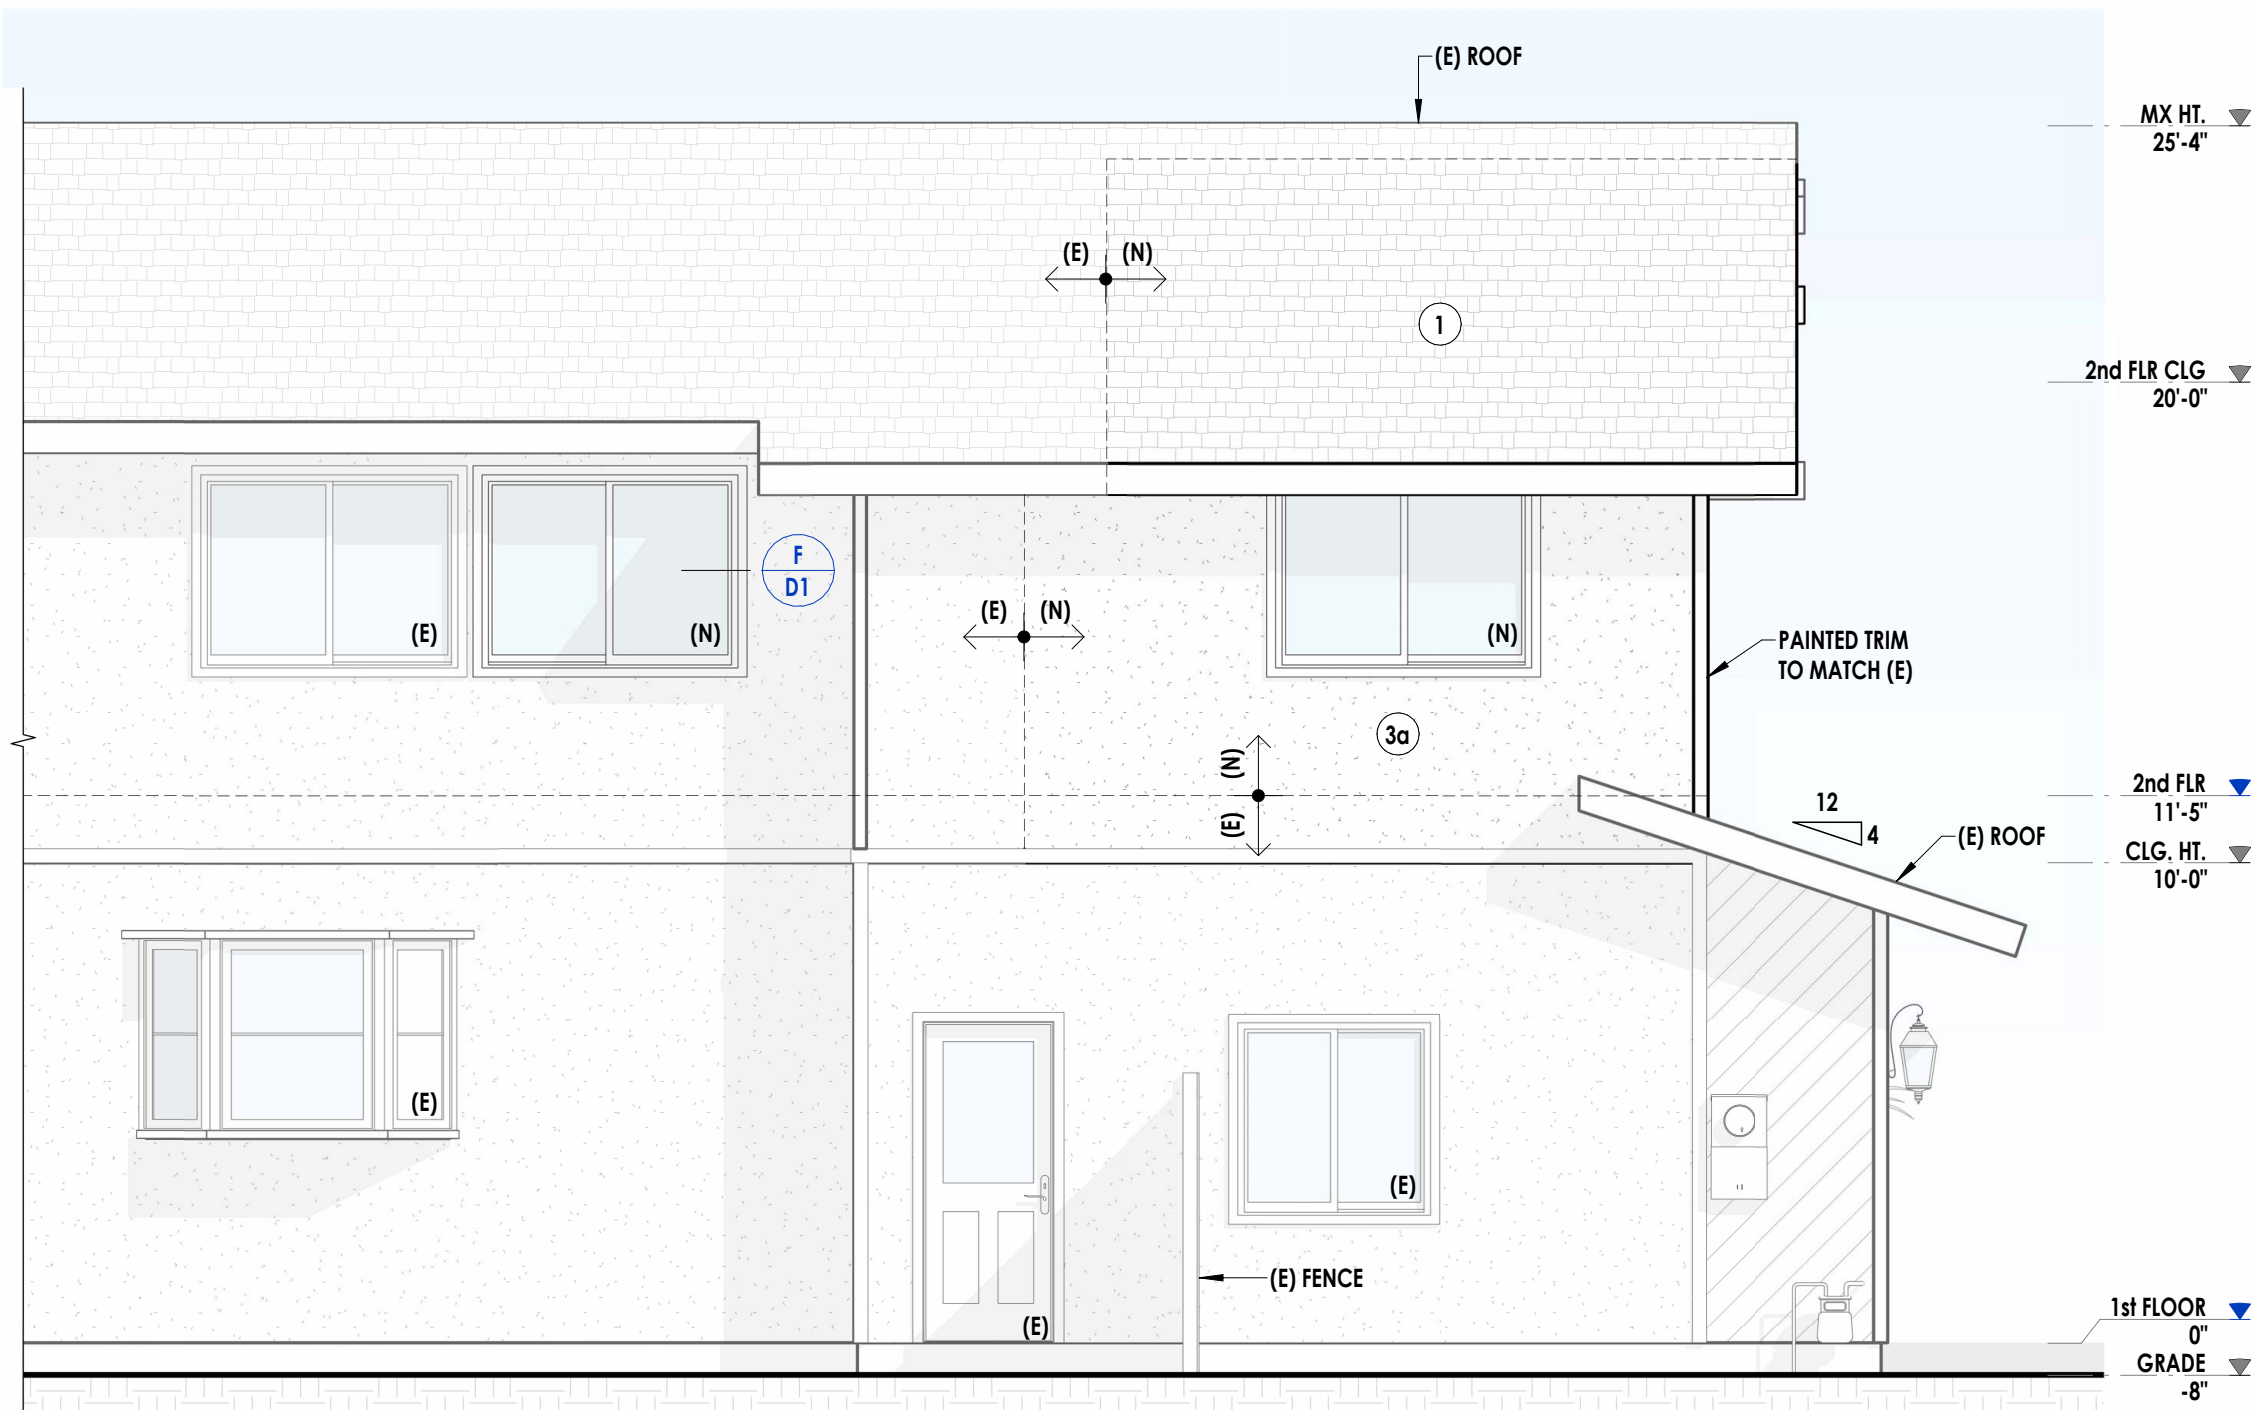 (E) ROOF
MX HT.
25'-4"
(E) (N)
1
2nd FLR CLG
20'-0"
F
D1
(E) (N)
(E)
(N)
(N)
PAINTED TRIM
TO MATCH (E)
3a
(N)
(E)
12
4
(E) ROOF
2nd FLR
11'-5"
CLG. HT.
10'-0"
(E)
(E)
(E) FENCE
(E)
1st FLOOR
0"
GRADE
-8"